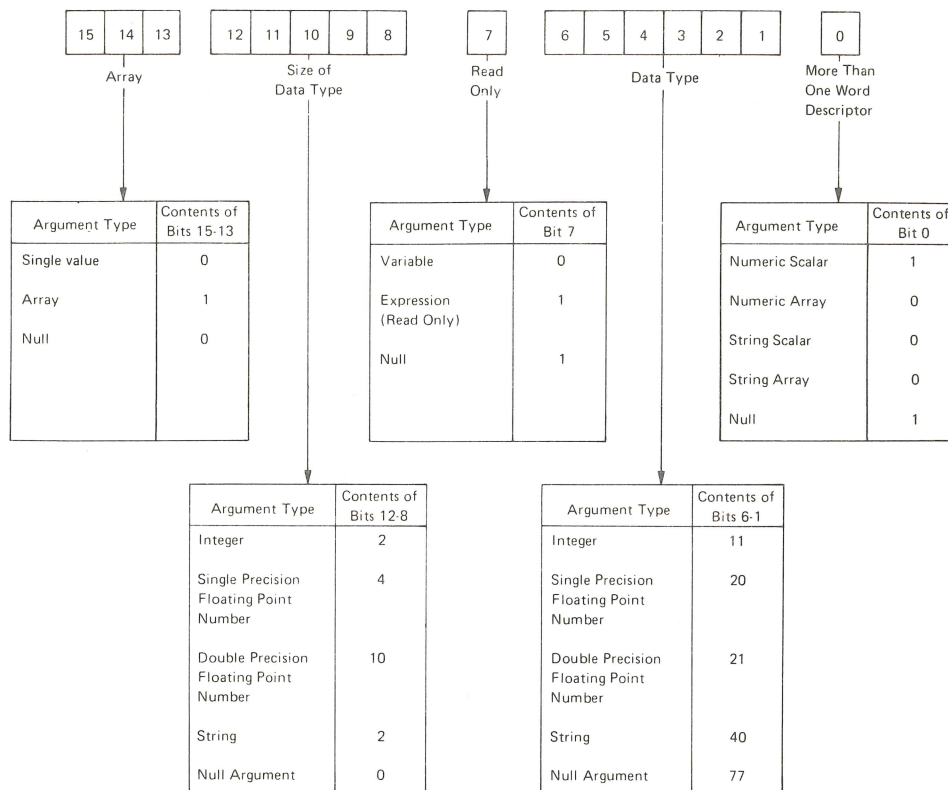 15 14 13 12 11 10 9 8 7 6 5 4 3 2 1 0
Array
Size of
Data Type
Read
Only
Data Type
More Than
One Word
Descriptor
Argument Type Contents of
Bits 15-13
Single value 0
Array 1
Null 0
Argument Type Contents of
Bit 7
Variable 0
Expression 1
(Read Only)
Null 1
Argument Type Contents of
Bit 0
Numeric Scalar 1
Numeric Array 0
String Scalar 0
String Array 0
Null 1
Argument Type Contents of
Bits 12-8
Integer 2
Single Precision 4
Floating Point
Number
Double Precision 10
Floating Point
Number
String 2
Null Argument 0
Argument Type Contents of
Bits 6-1
Integer 11
Single Precision 20
Floating Point
Number
Double Precision 21
Floating Point
Number
String 40
Null Argument 77